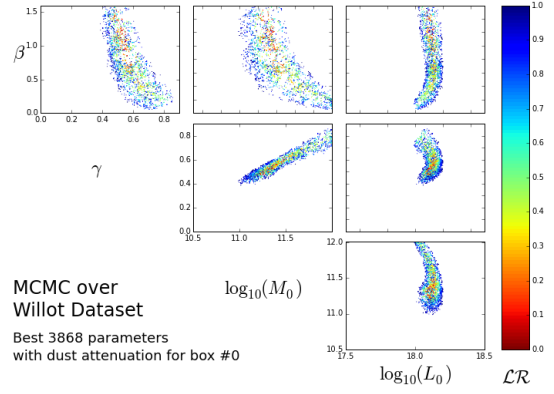 β
1.5
1.0
0.5
0.0
0.0 0.2 0.4 0.6 0.8
γ
0.8
0.6
0.4
0.2
0.0
10.5 11.0 11.5
log₁₀(M₀)
12.0
11.5
11.0
10.5
17.5 18.0 18.5
log₁₀(L₀)
1.0
0.9
0.8
0.7
0.6
0.5
0.4
0.3
0.2
0.1
0.0
ℒℛ
MCMC over
Willot Dataset
Best 3868 parameters
with dust attenuation for box #0